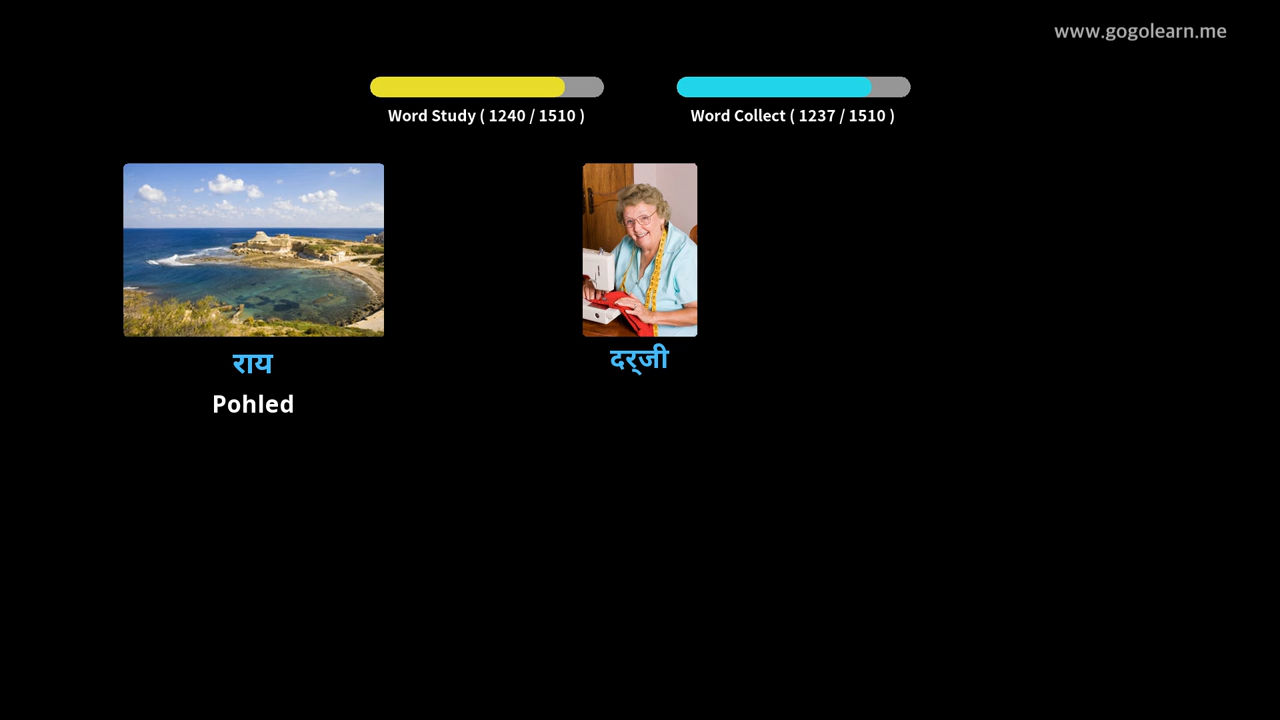 www.gogolearn.me
Word Study ( 1240 / 1510 )
Word Collect ( 1237 / 1510 )
राय
Pohled
दर्‌जी